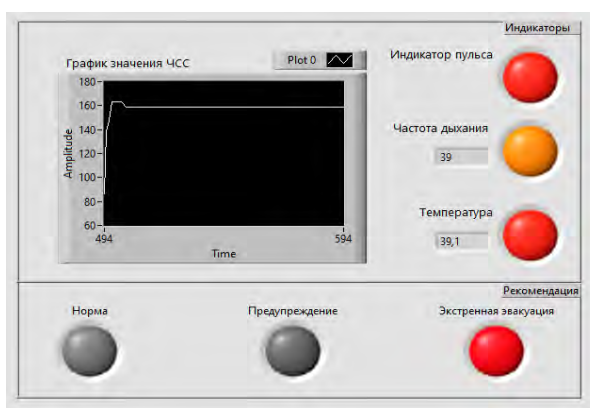 Индикаторы
График значения ЧСС
Plot 0
Индикатор пульса
180
160
140
120
100
80
60
Amplitude
494
594
Time
Частота дыхания
39
Температура
39,1
Рекомендация
Норма
Предупреждение
Экстренная эвакуация